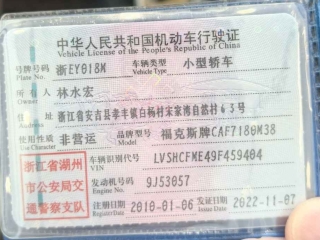 中华人民共和国机动车行驶证
Vehicle License of the People's Republic of China
号牌号码 浙EY018M 车辆类型 小型轿车
Plate No. Vehicle Type
所有人 林水宏
Owner
住址 浙江省安吉县孝丰镇白杨村宋家湾自然村63号
Address
使用性质 非营运 品牌型号 福克斯牌CAF7180M38
Use Character Model
浙江省湖州 车辆识别代号 LVSHCFME49F459404
VIN
市公安局交 发动机号码 9J53057
Engine No.
通警察支队 注册日期 2010-01-06 发证日期 2022-11-07
Register Date Issue Date